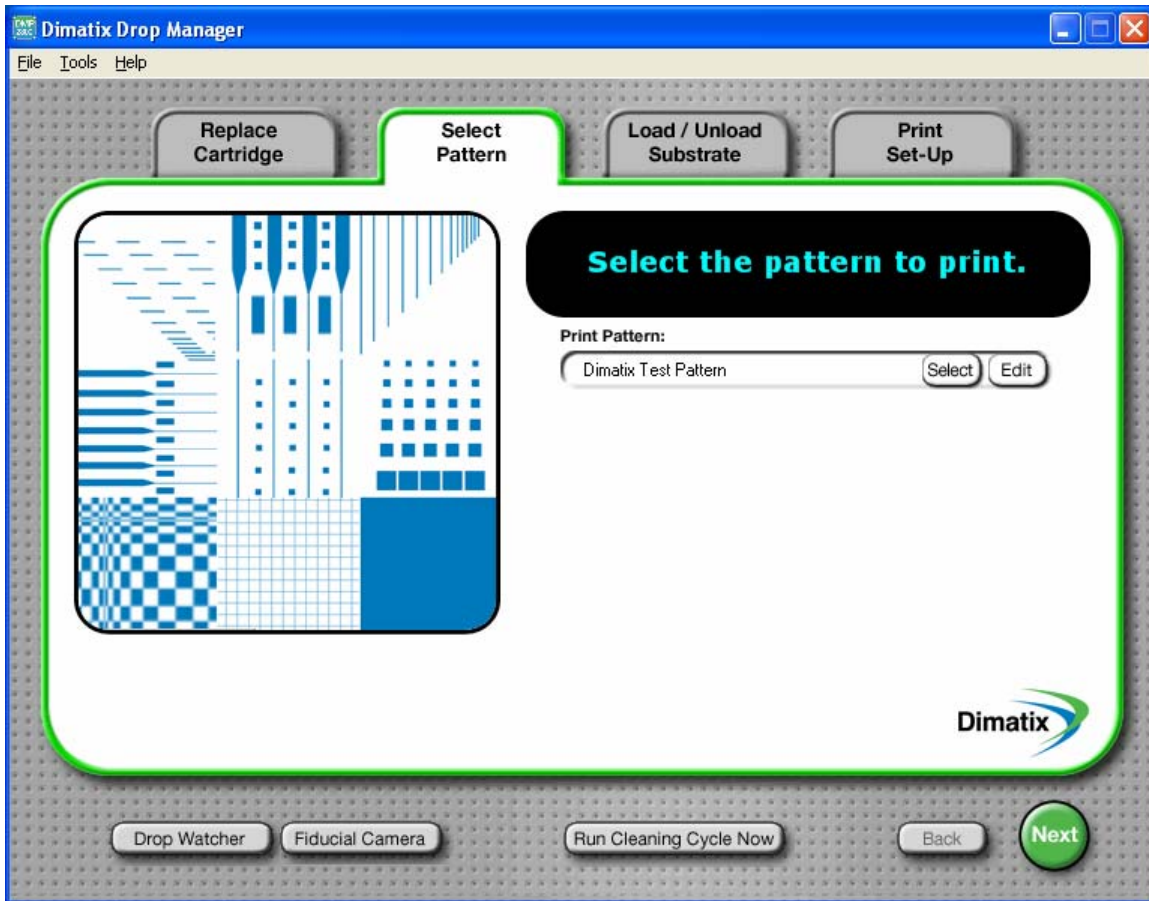 Dimatix Drop Manager
File Tools Help
Replace
Cartridge
Select
Pattern
Load / Unload
Substrate
Print
Set-Up
Select the pattern to print.
Print Pattern:
Dimatix Test Pattern Select Edit
Dimatix
Drop Watcher Fiducial Camera Run Cleaning Cycle Now Back Next